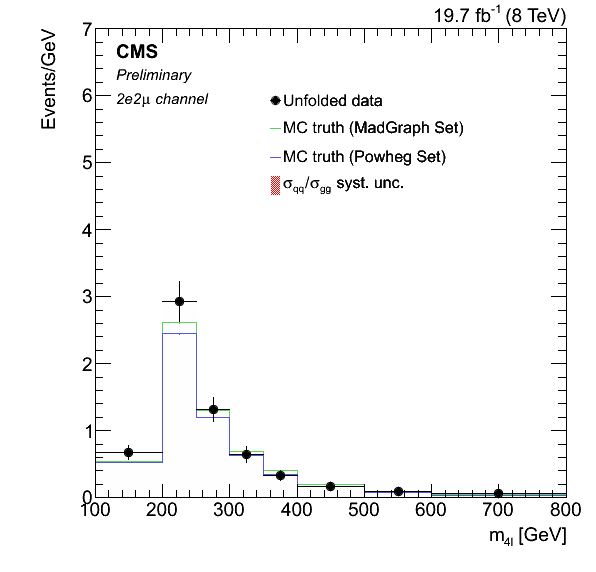 19.7 fb⁻¹ (8 TeV)
Events/GeV
7
6
5
4
3
2
1
0
CMS
Preliminary
2e2μ channel
Unfolded data
MC truth (MadGraph Set)
MC truth (Powheg Set)
σqq/σgg syst. unc.
100 200 300 400 500 600 700 800
m4l [GeV]